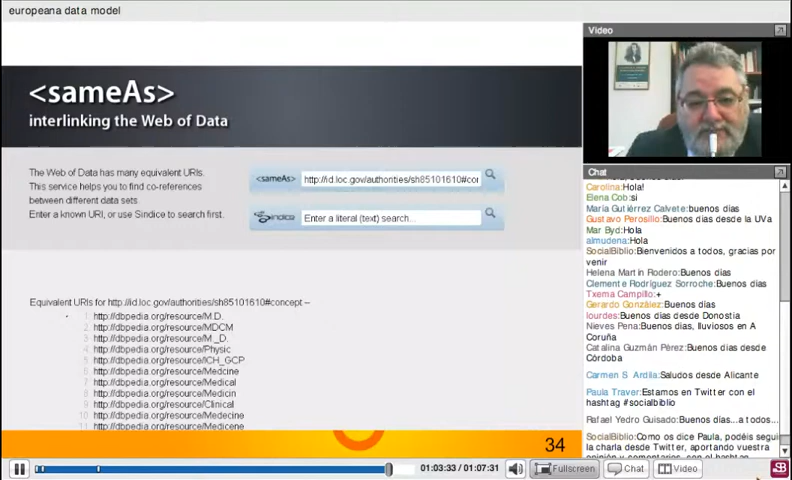 europeana data model
<sameAs>
interlinking the Web of Data
The Web of Data has many equivalent URIs.
This service helps you to find co-references
between different data sets.
Enter a known URI, or use Sindice to search first.
<sameAs>
http://id.loc.gov/authorities/sh85101610#cor
sindice
Enter a literal (text) search...
Equivalent URIs for http://id.loc.gov/authorities/sh85101610#concept --
1. http://dbpedia.org/resource/M.D.
2. http://dbpedia.org/resource/MDCM
3. http://dbpedia.org/resource/M._D.
4. http://dbpedia.org/resource/Physic
5. http://dbpedia.org/resource/ICH_GCP
6. http://dbpedia.org/resource/Medcine
7. http://dbpedia.org/resource/Medical
8. http://dbpedia.org/resource/Medicin
9. http://dbpedia.org/resource/Clinical
10. http://dbpedia.org/resource/Medecine
11. http://dbpedia.org/resource/Medicene
34
Video
Chat
Carolina:Hola!
Elena Cob:si
María Gutiérrez Calvete:buenos
días
Gustavo Perosillo:Buenos dias desde la UVa
Mar Byd:Hola
almudena:Hola
SocialBiblio:Bienvenidos a todos, gracias por
venir
Helena Martín Rodero:Buenos dias
Clemente Rodríguez Sorroche:Buenos
días
Txema Campillo:+
Gerardo González:Buenos días
lourdes:Buenos días desde Donostia
Nieves Pena:Buenos días, lluviosos en A
Coruña
Catalina Guzmán Pérez:Buenos días desde
Córdoba
Carmen S Ardila:Saludos desde Alicante
Paula Traver:Estamos en Twitter con el
hashtag #socialbiblio
Rafael Yedro Guisado:Buenos días...a todos...
SocialBiblio:Como os dice Paula, podéis segui
la charla desde Twitter, aportando vuestra
01:03:33 / 01:07:31
Fullscreen
Chat
Video
SB